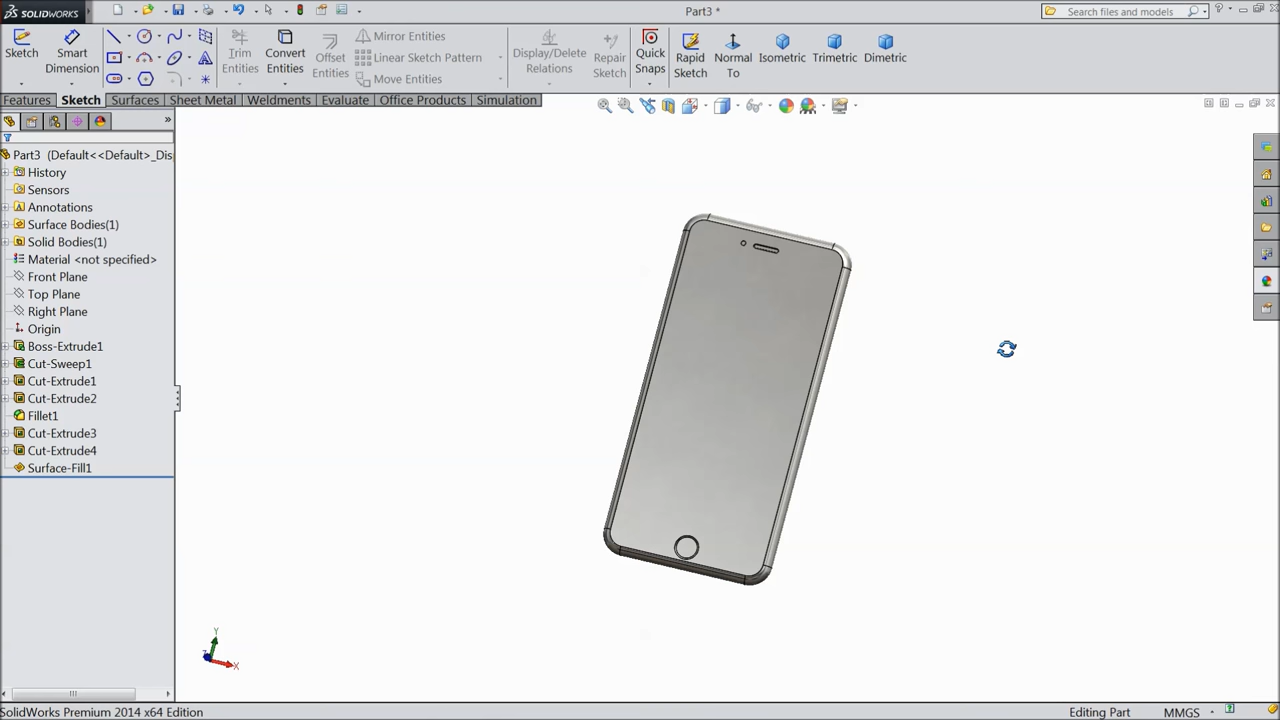 SOLIDWORKS
Part3 *
Search files and models
Sketch
Smart Dimension
Trim Entities
Convert Entities
Offset Entities
Mirror Entities
Linear Sketch Pattern
Move Entities
Display/Delete Relations
Repair Sketch
Quick Snaps
Rapid Sketch
Normal To
Isometric
Trimetric
Dimetric
Features
Sketch
Surfaces
Sheet Metal
Weldments
Evaluate
Office Products
Simulation
Part3 (Default<<Default>_Dis
History
Sensors
Annotations
Surface Bodies(1)
Solid Bodies(1)
Material <not specified>
Front Plane
Top Plane
Right Plane
Origin
Boss-Extrude1
Cut-Sweep1
Cut-Extrude1
Cut-Extrude2
Fillet1
Cut-Extrude3
Cut-Extrude4
Surface-Fill1
Y
Z
X
SolidWorks Premium 2014 x64 Edition
Editing Part
MMGS